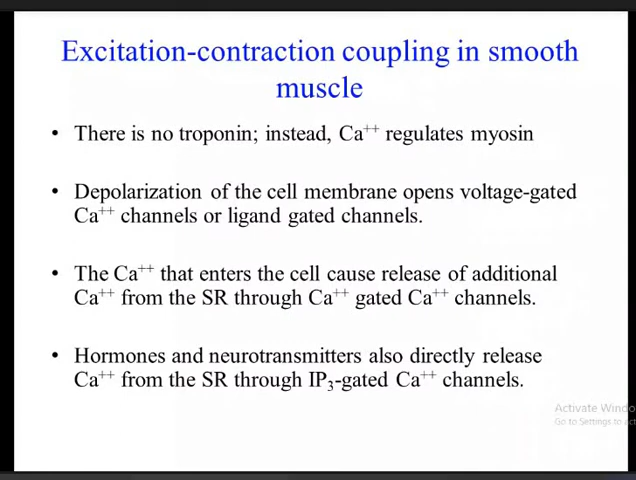 Excitation-contraction coupling in smooth
muscle
• There is no troponin; instead, Ca⁺⁺ regulates myosin
• Depolarization of the cell membrane opens voltage-gated
Ca⁺⁺ channels or ligand gated channels.
• The Ca⁺⁺ that enters the cell cause release of additional
Ca⁺⁺ from the SR through Ca⁺⁺ gated Ca⁺⁺ channels.
• Hormones and neurotransmitters also directly release
Ca⁺⁺ from the SR through IP₃-gated Ca⁺⁺ channels.
Activate Windo
Go to Settings to act